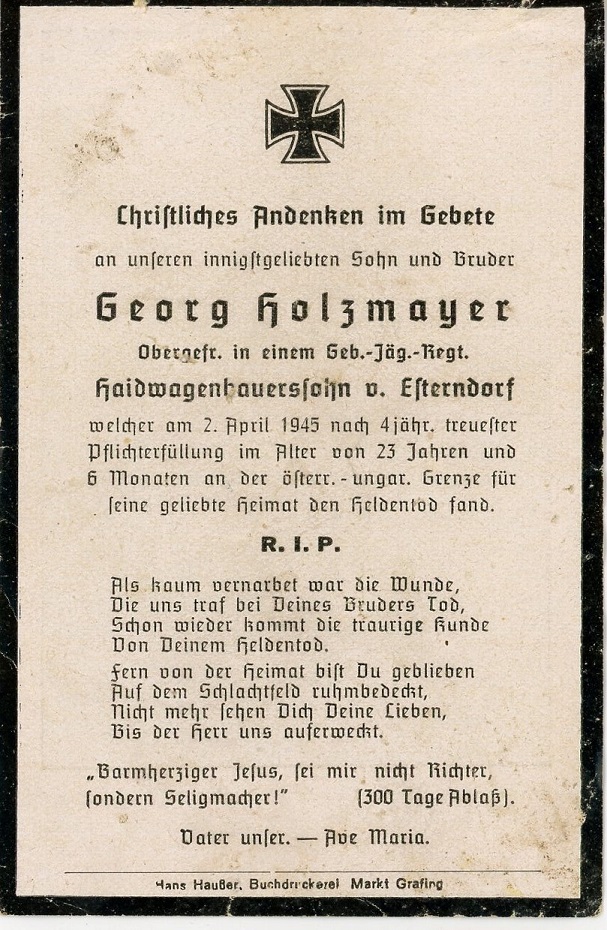 Christliches Andenken im Gebete
an unseren innigstgeliebten Sohn und Bruder
Georg Holzmayer
Obergefr. in einem Geb.-Jäg.-Regt.
Haidwagenbauerssohn v. Esterndorf
welcher am 2. April 1945 nach 4jähr. treuester
Pflichterfüllung im Alter von 23 Jahren und
6 Monaten an der österr.-ungar. Grenze für
seine geliebte Heimat den Heldentod fand.
R. I. P.
Als kaum vernarbet war die Wunde,
Die uns traf bei Deines Bruders Tod,
Schon wieder kommt die traurige Kunde
Von Deinem Heldentod.
Fern von der Heimat bist Du geblieben
Auf dem Schlachtfeld ruhmbedeckt,
Nicht mehr sehen Dich Deine Lieben,
Bis der Herr uns auferweckt.
„Barmherziger Jesus, sei mir nicht Richter,
sondern Seligmacher!“ (300 Tage Ablaß).
Vater unser. — Ave Maria.
Hans Haußer, Buchdruckerei Markt Grafing